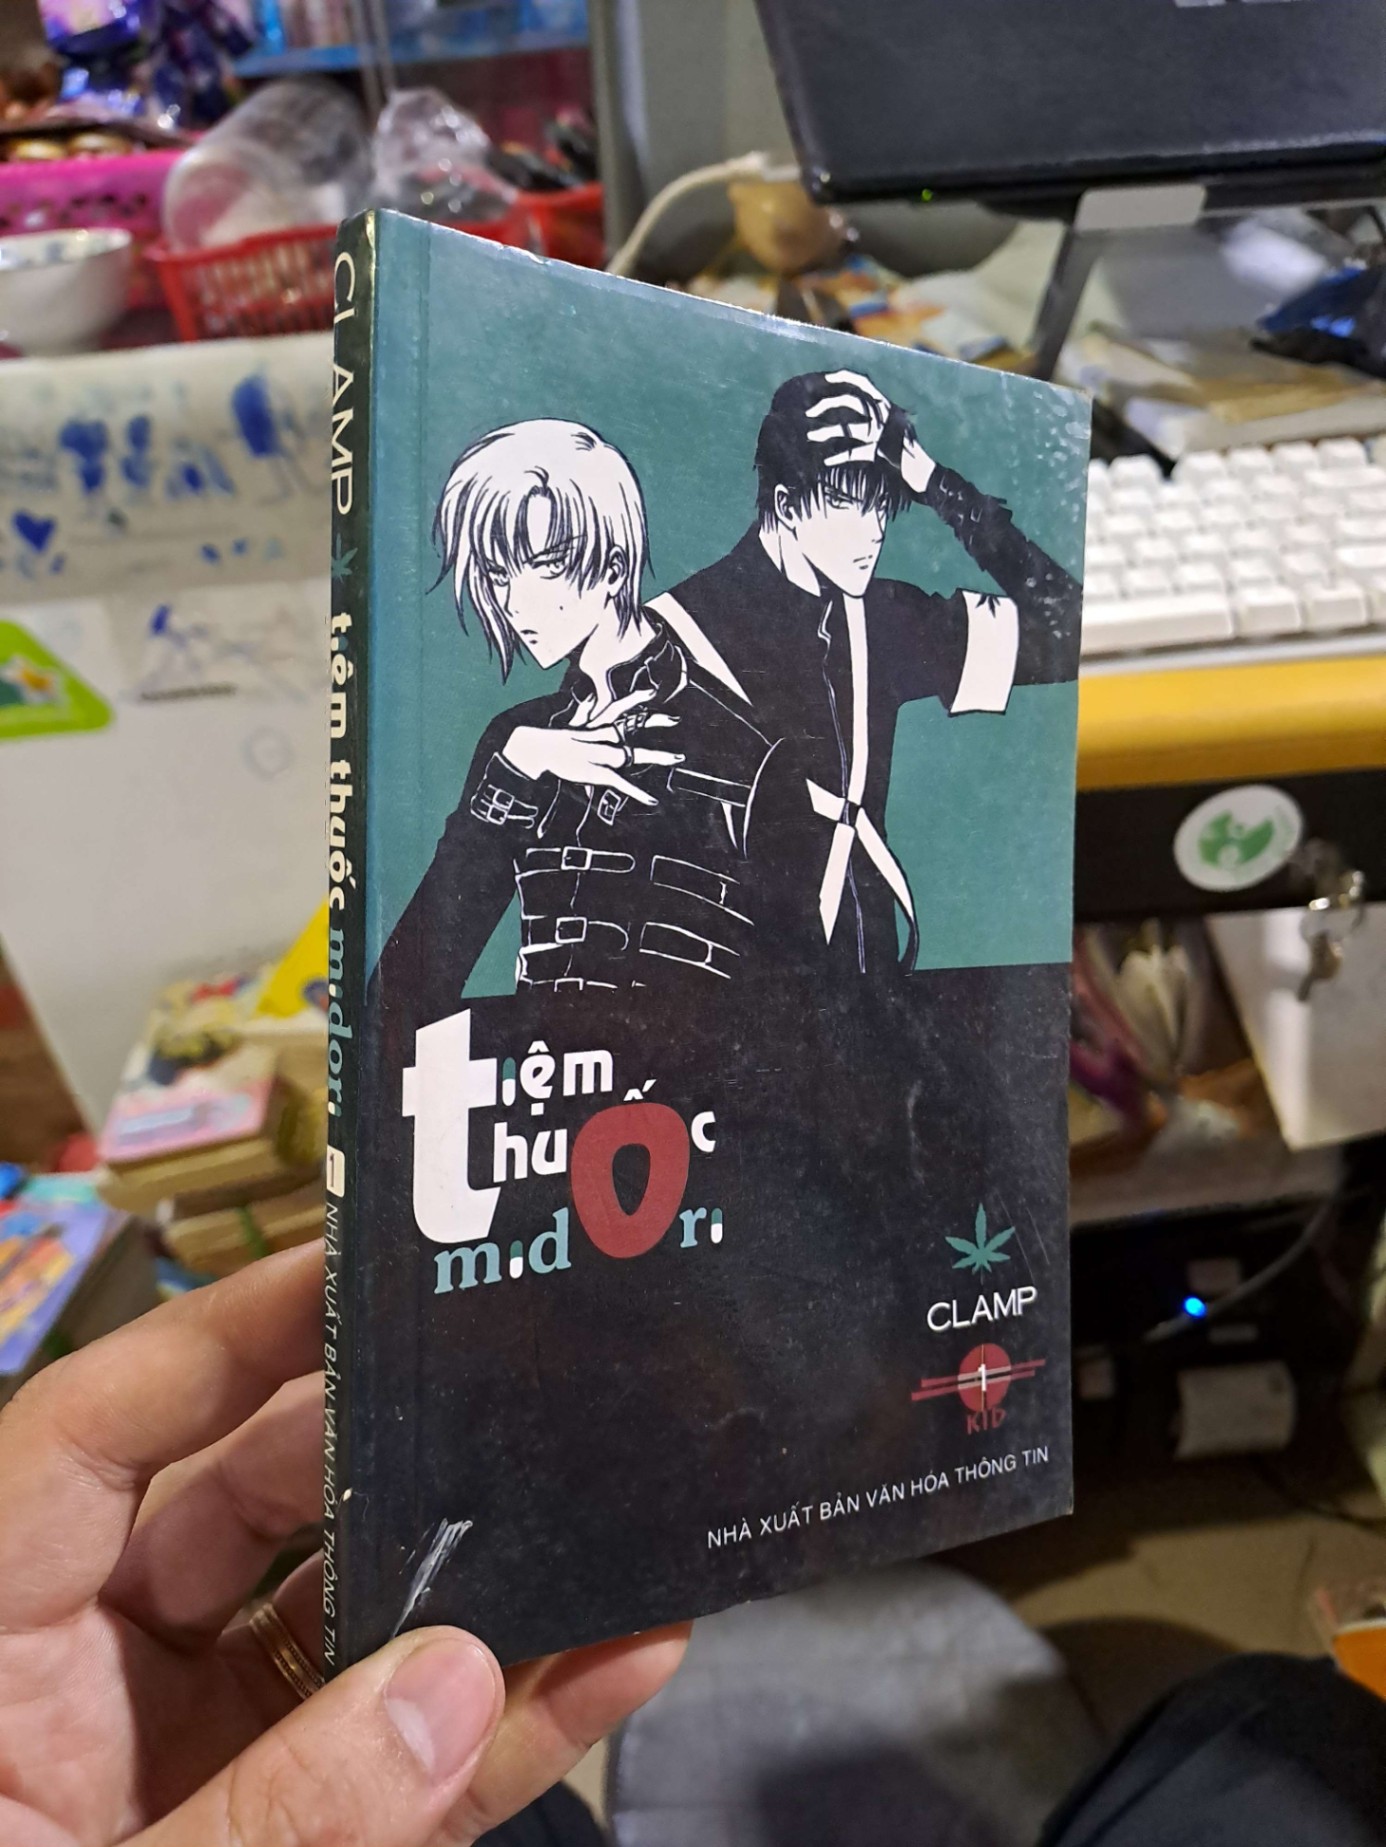 CLAMP tiệm thuốc midori 1 NHÀ XUẤT BẢN VĂN HÓA THÔNG TIN
tiệm
thuốc
midori
CLAMP
1
KID
NHÀ XUẤT BẢN VĂN HÓA THÔNG TIN